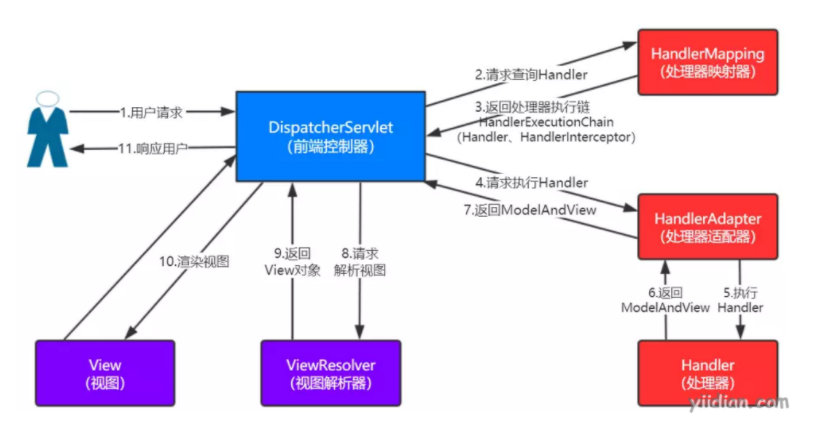 HandlerMapping
（处理器映射器）
2.请求查询Handler
1.用户请求
3.返回处理器执行链
HandlerExecutionChain
（Handler、HandlerInterceptor）
DispatcherServlet
（前端控制器）
11.响应用户
4.请求执行Handler
7.返回ModelAndView
HandlerAdapter
（处理器适配器）
10.渲染视图
9.返回
View对象
8.请求
解析视图
6.返回
ModelAndView
5.执行
Handler
View
（视图）
ViewResolver
（视图解析器）
Handler
（处理器）
yiidian.com